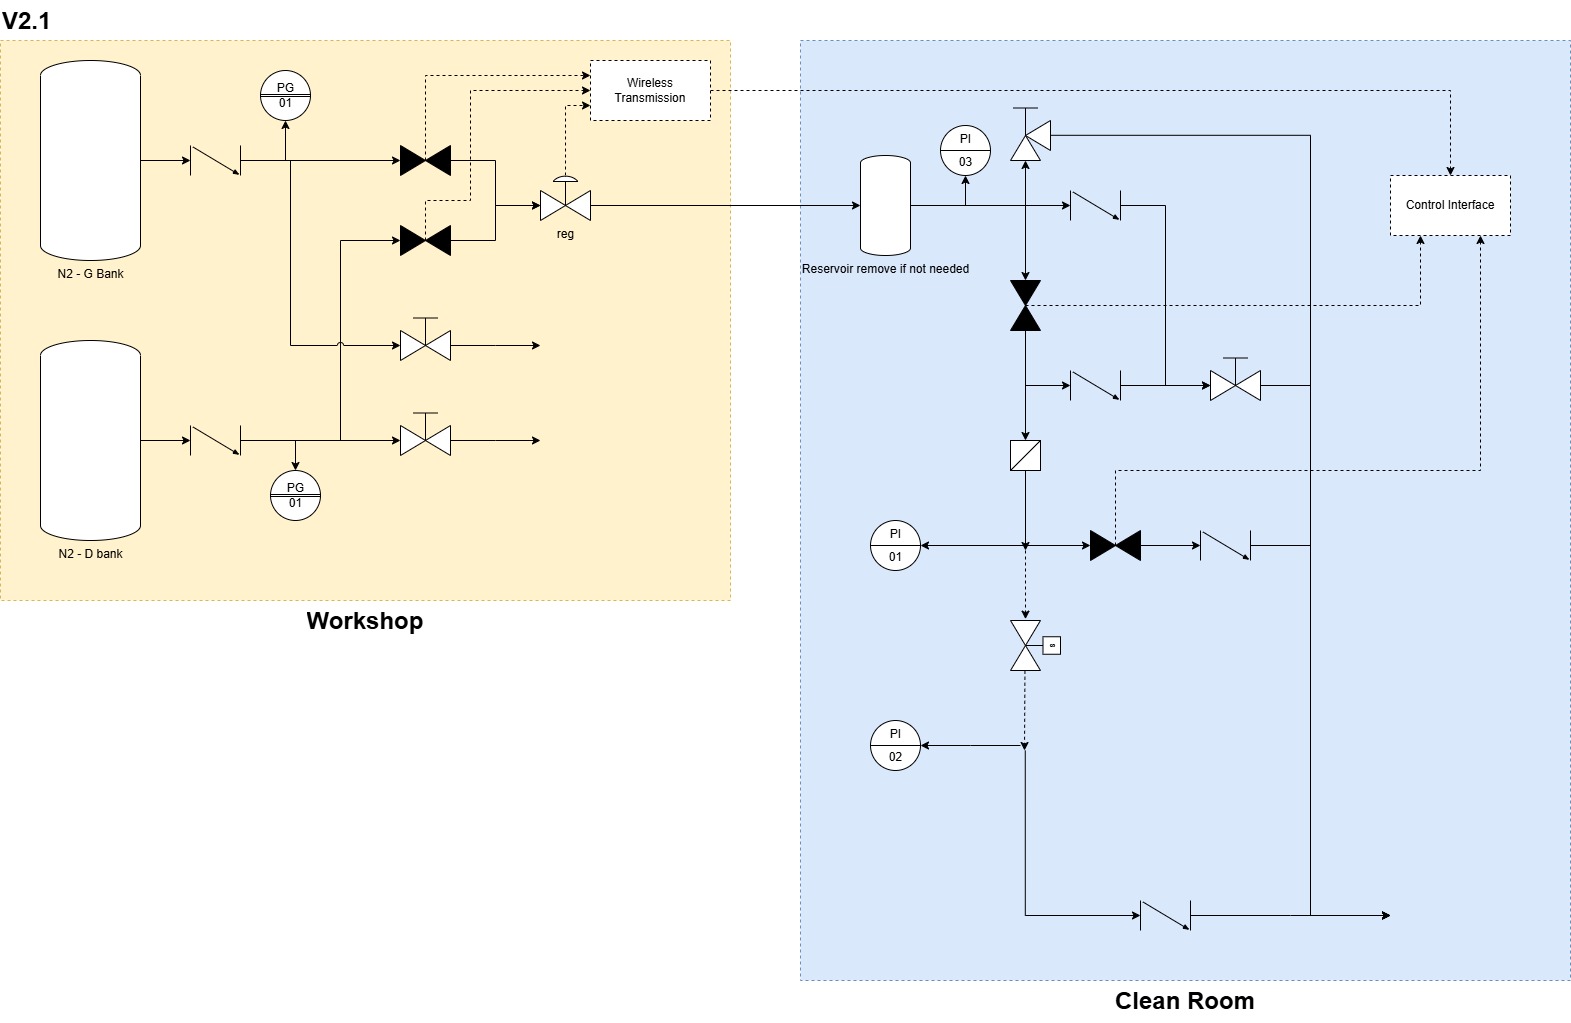 V2.1
PG
01
Wireless
Transmission
N2 - G Bank
reg
PG
01
N2 - D bank
Workshop
PI
03
Control Interface
Reservoir remove if not needed
PI
01
s
PI
02
Clean Room